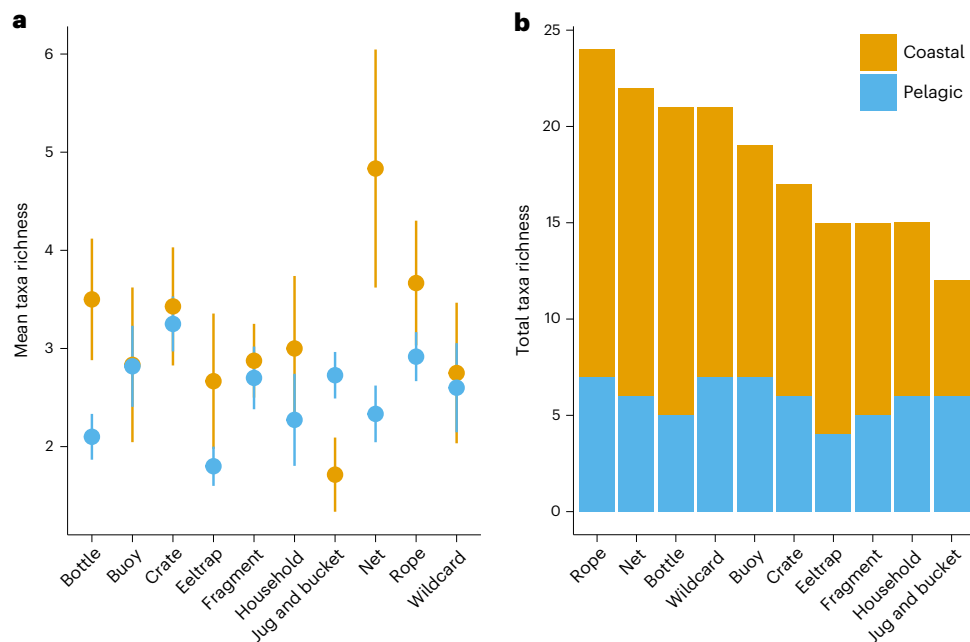 a
6
5
4
3
2
Mean taxa richness
Bottle
Buoy
Crate
Eeltrap
Fragment
Household
Jug and bucket
Net
Rope
Wildcard
b
25
20
15
10
5
0
Total taxa richness
Coastal
Pelagic
Rope
Net
Bottle
Wildcard
Buoy
Crate
Eeltrap
Fragment
Household
Jug and bucket